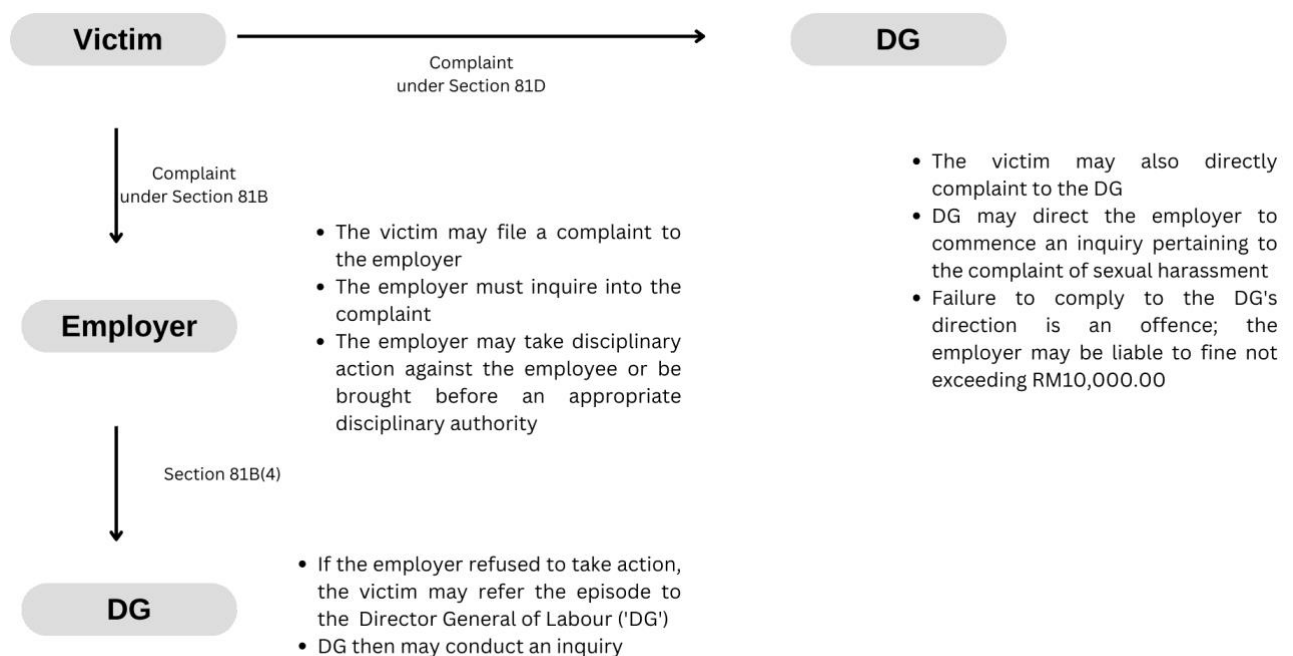 Victim
DG
Complaint
under Section 81D
Complaint
under Section 81B
• The victim may also directly
complaint to the DG
• DG may direct the employer to
commence an inquiry pertaining to
the complaint of sexual harassment
• Failure to comply to the DG's
direction is an offence; the
employer may be liable to fine not
exceeding RM10,000.00
• The victim may file a complaint to
the employer
• The employer must inquire into the
complaint
• The employer may take disciplinary
action against the employee or be
brought before an appropriate
disciplinary authority
Employer
Section 81B(4)
• If the employer refused to take action,
the victim may refer the episode to
the Director General of Labour ('DG')
• DG then may conduct an inquiry
DG